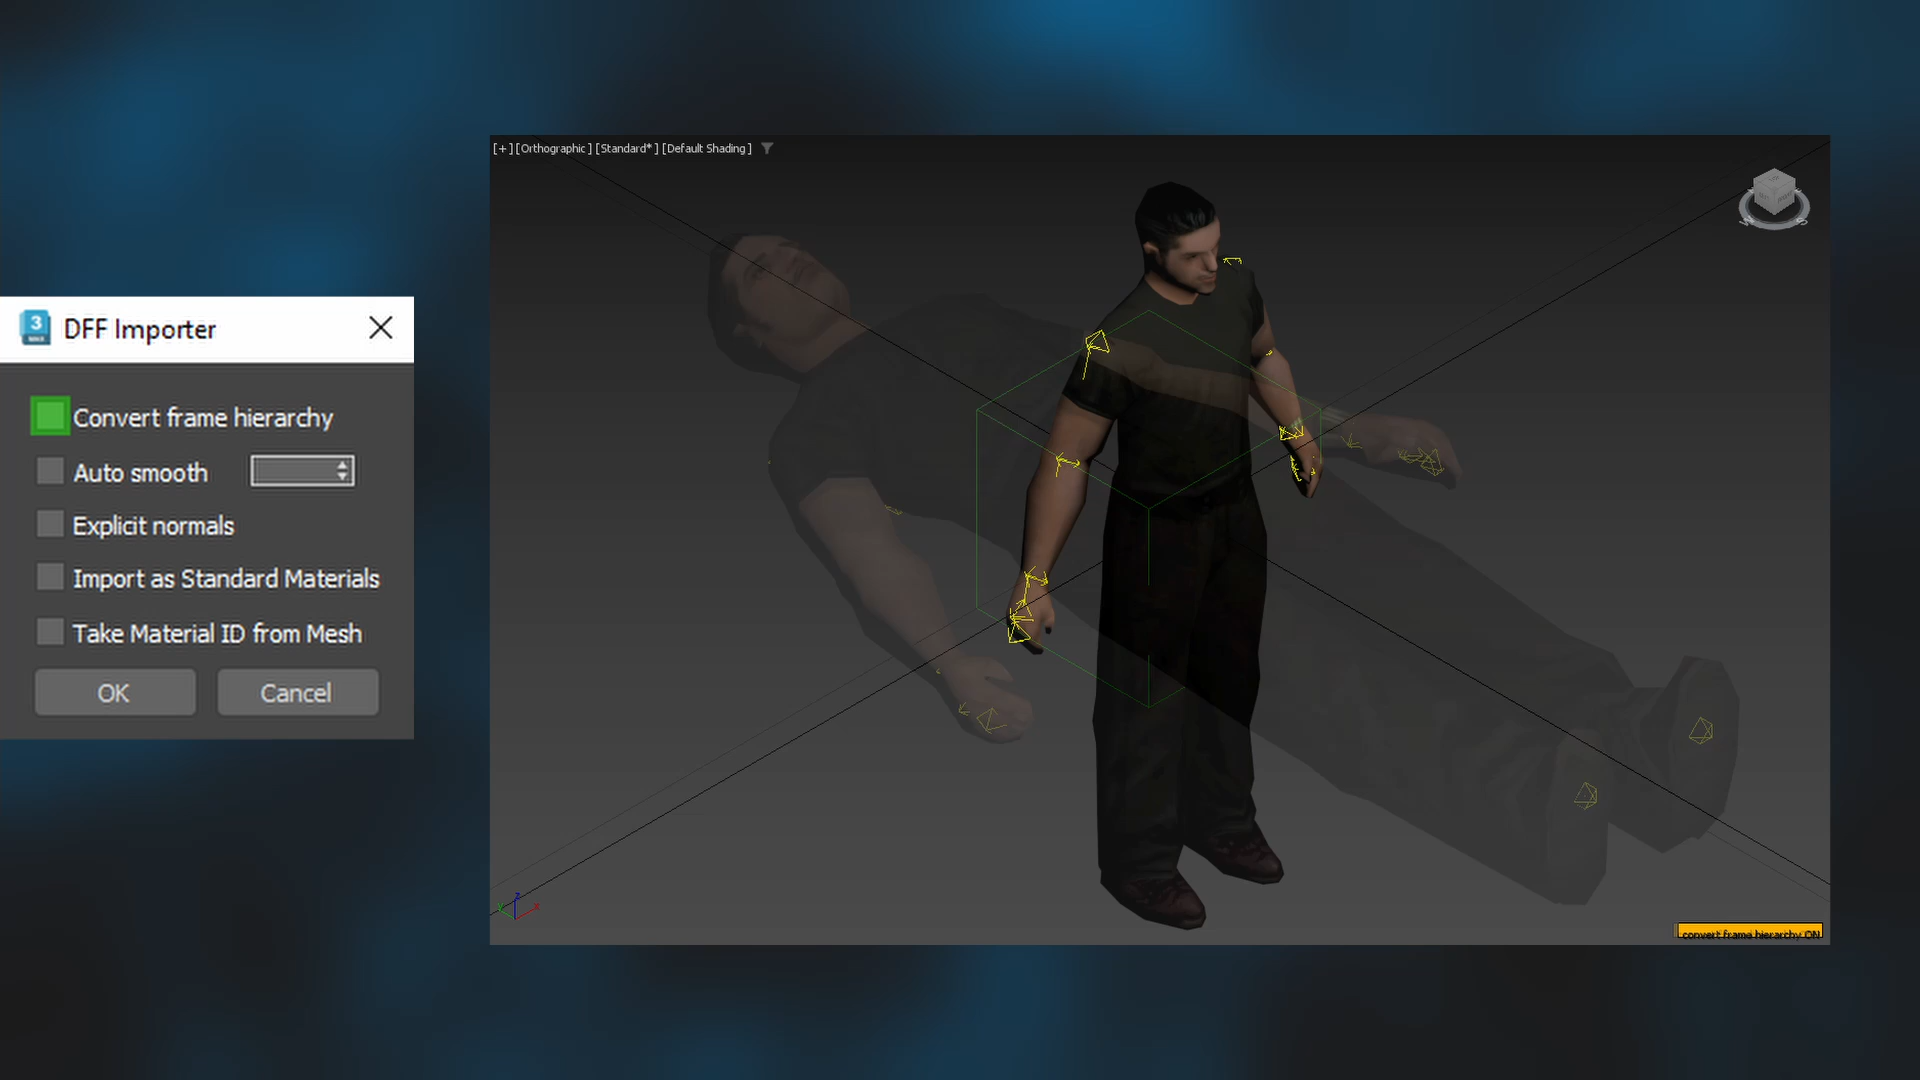 [+] [Orthographic ] [Standard* ] [Default Shading ]
3
DFF Importer
Convert frame hierarchy
Auto smooth
Explicit normals
Import as Standard Materials
Take Material ID from Mesh
OK
Cancel
W
S
z
y
x
convert frame hierarchy ON